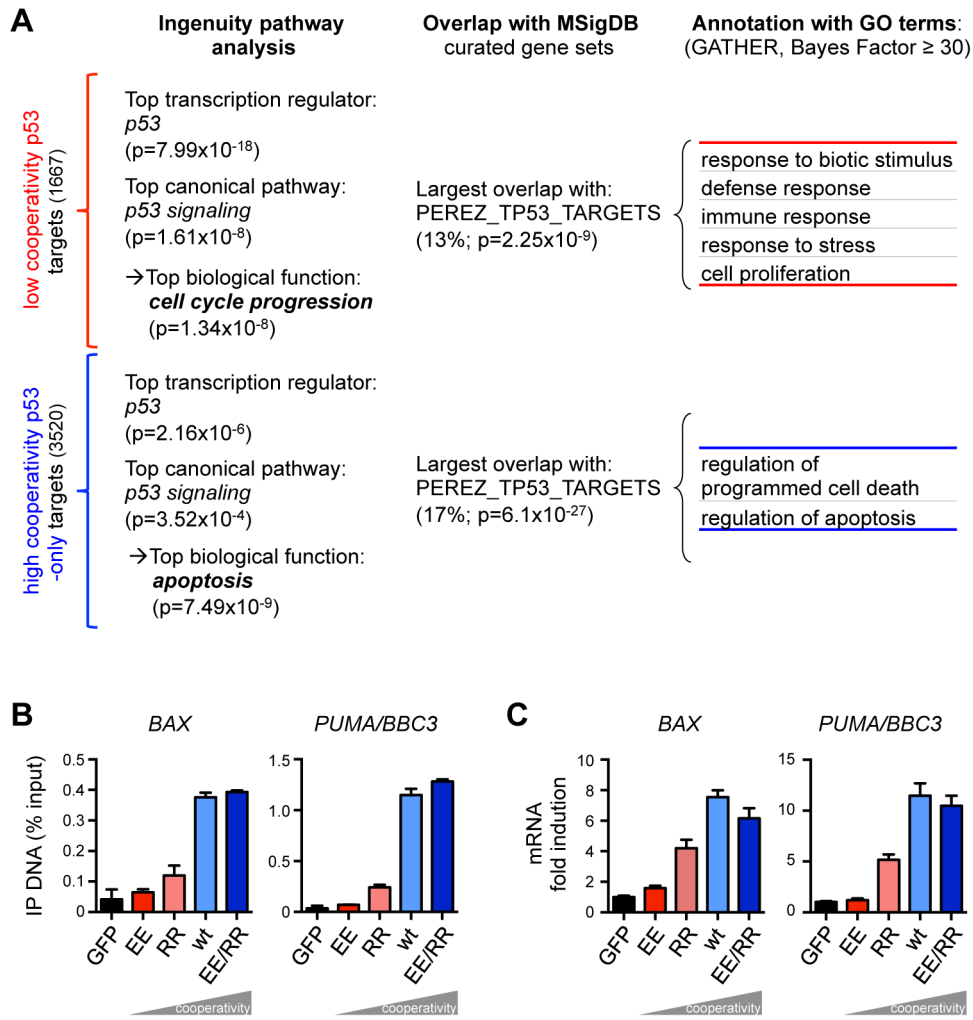 A
Ingenuity pathway
analysis
Overlap with MSigDB
curated gene sets
Annotation with GO terms:
(GATHER, Bayes Factor ≥ 30)
low cooperativity p53
targets (1667)
Top transcription regulator:
p53
(p=7.99x10-18)
Top canonical pathway:
p53 signaling
(p=1.61x10-8)
→Top biological function:
cell cycle progression
(p=1.34x10-8)
Largest overlap with:
PEREZ_TP53_TARGETS
(13%; p=2.25x10-9)
response to biotic stimulus
defense response
immune response
response to stress
cell proliferation
high cooperativity p53
-only targets (3520)
Top transcription regulator:
p53
(p=2.16x10-6)
Top canonical pathway:
p53 signaling
(p=3.52x10-4)
→Top biological function:
apoptosis
(p=7.49x10-9)
Largest overlap with:
PEREZ_TP53_TARGETS
(17%; p=6.1x10-27)
regulation of
programmed cell death
regulation of apoptosis
B
BAX
IP DNA (% input)
0.5
0.4
0.3
0.2
0.1
0
GFP
EE
RR
wt
EE/RR
cooperativity
PUMA/BBC3
1.5
1.0
0.5
0
GFP
EE
RR
wt
EE/RR
cooperativity
C
BAX
mRNA
fold indution
10
8
6
4
2
0
GFP
EE
RR
wt
EE/RR
cooperativity
PUMA/BBC3
15
10
5
0
GFP
EE
RR
wt
EE/RR
cooperativity